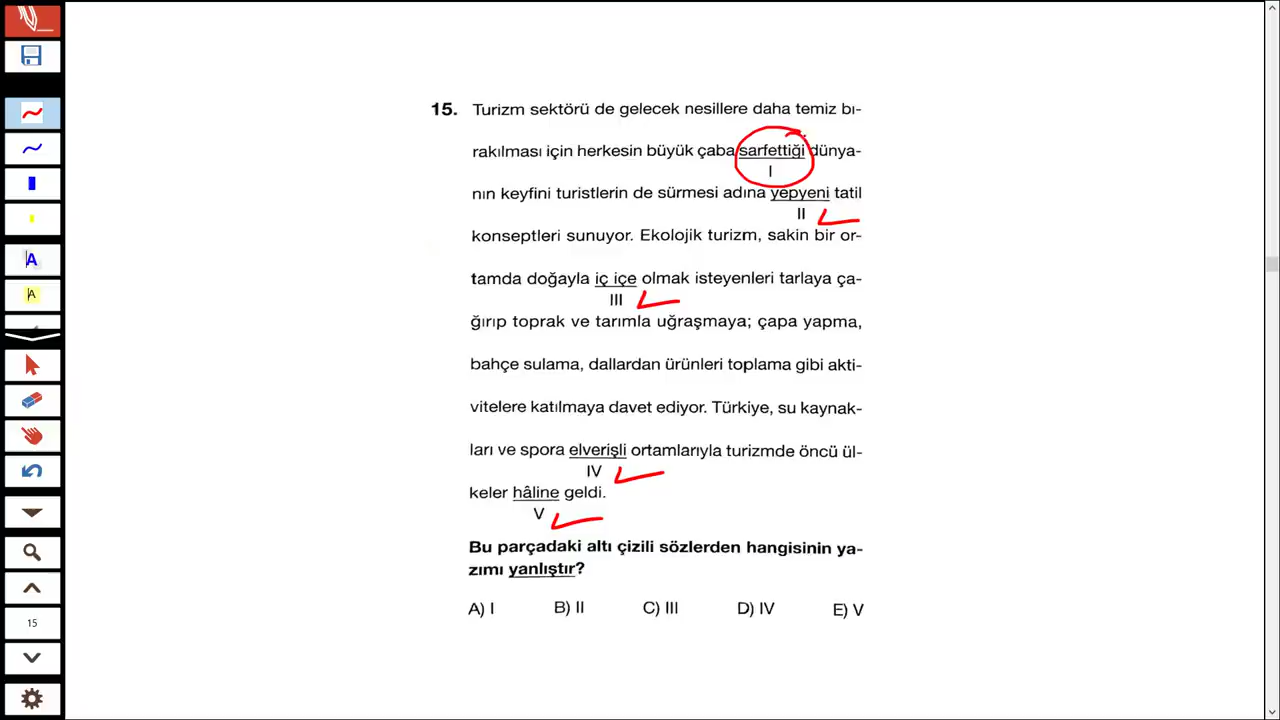 15. Turizm sektörü de gelecek nesillere daha temiz bı-
rakılması için herkesin büyük çaba sarfettiği dünya-
I
nın keyfini turistlerin de sürmesi adına yepyeni tatil
II
konseptleri sunuyor. Ekolojik turizm, sakin bir or-
tamda doğayla iç içe olmak isteyenleri tarlaya ça-
III
ğırıp toprak ve tarımla uğraşmaya; çapa yapma,
bahçe sulama, dallardan ürünleri toplama gibi akti-
vitelere katılmaya davet ediyor. Türkiye, su kaynak-
ları ve spora elverişli ortamlarıyla turizmde öncü ül-
IV
keler hâline geldi.
V
Bu parçadaki altı çizili sözlerden hangisinin ya-
zımı yanlıştır?
A) I B) II C) III D) IV E) V
A
A
15